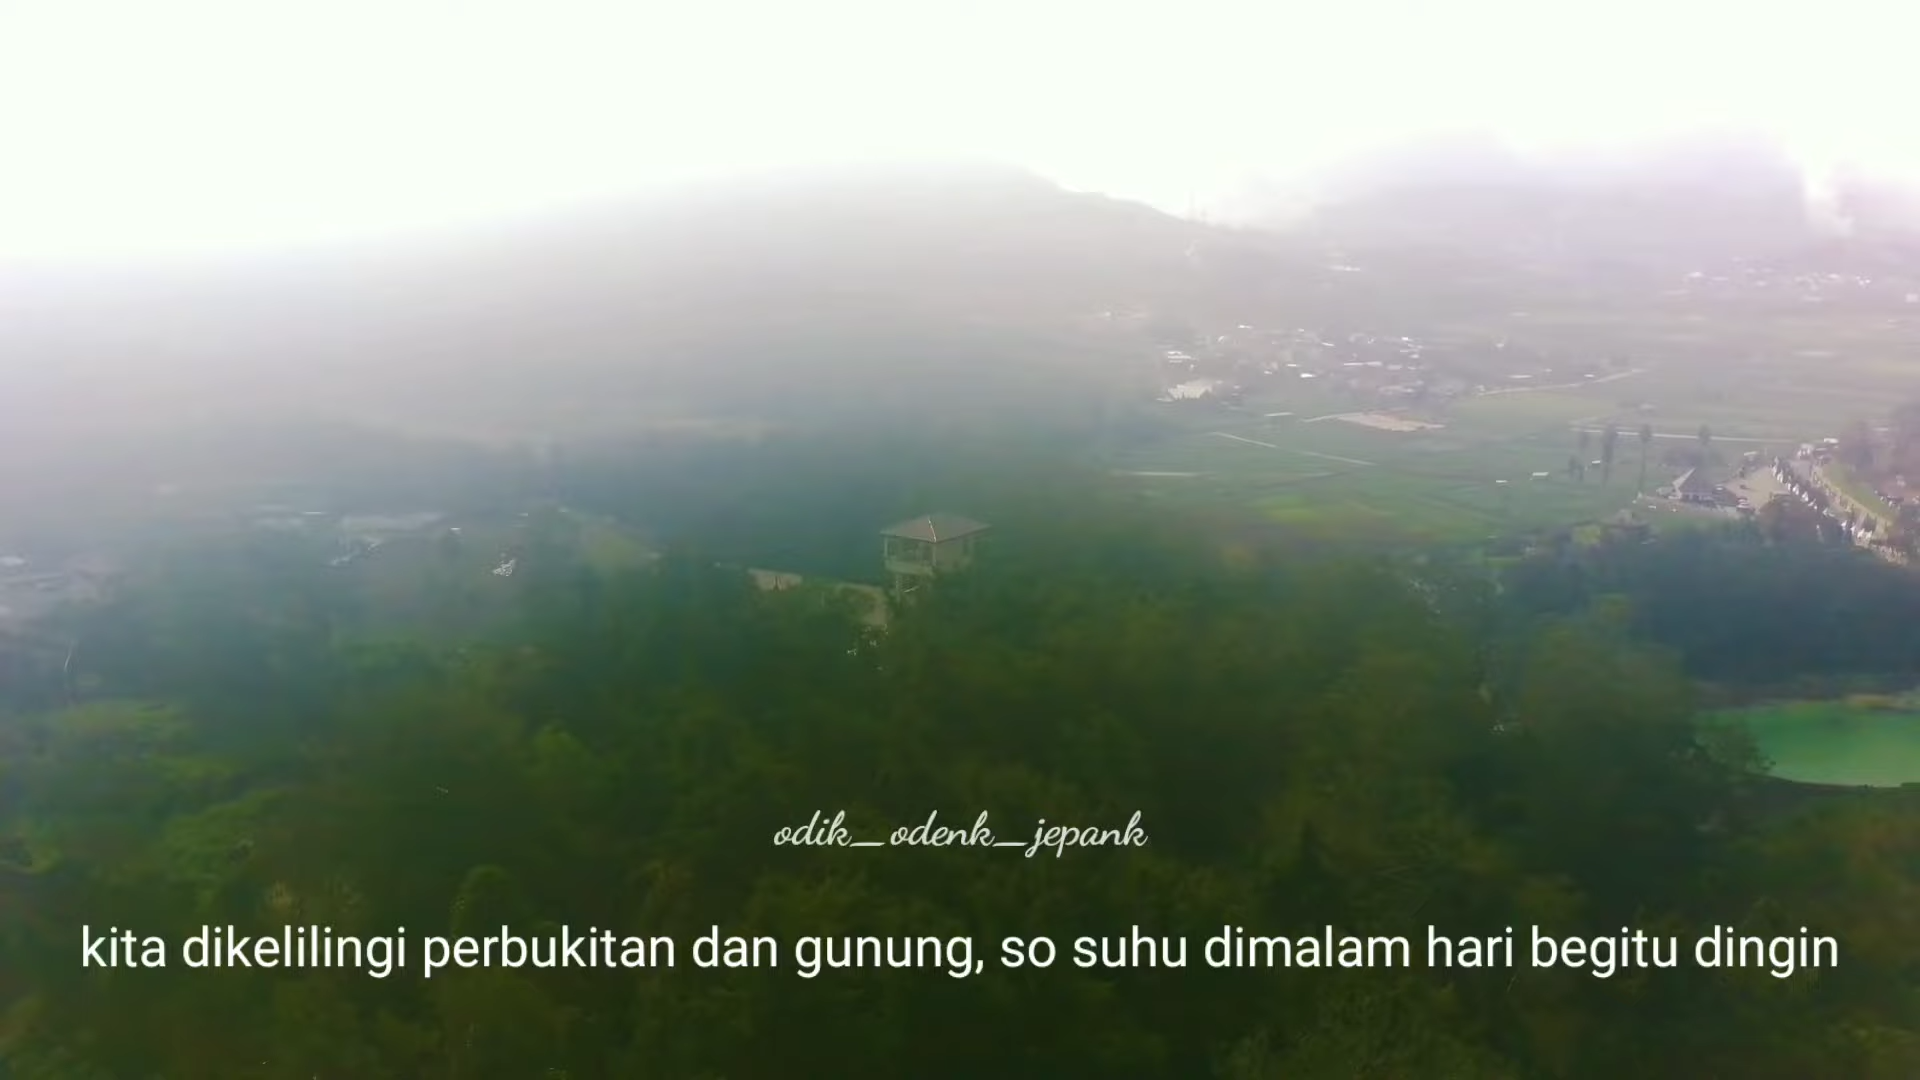 odik_odenk_jepank
kita dikelilingi perbukitan dan gunung, so suhu dimalam hari begitu dingin